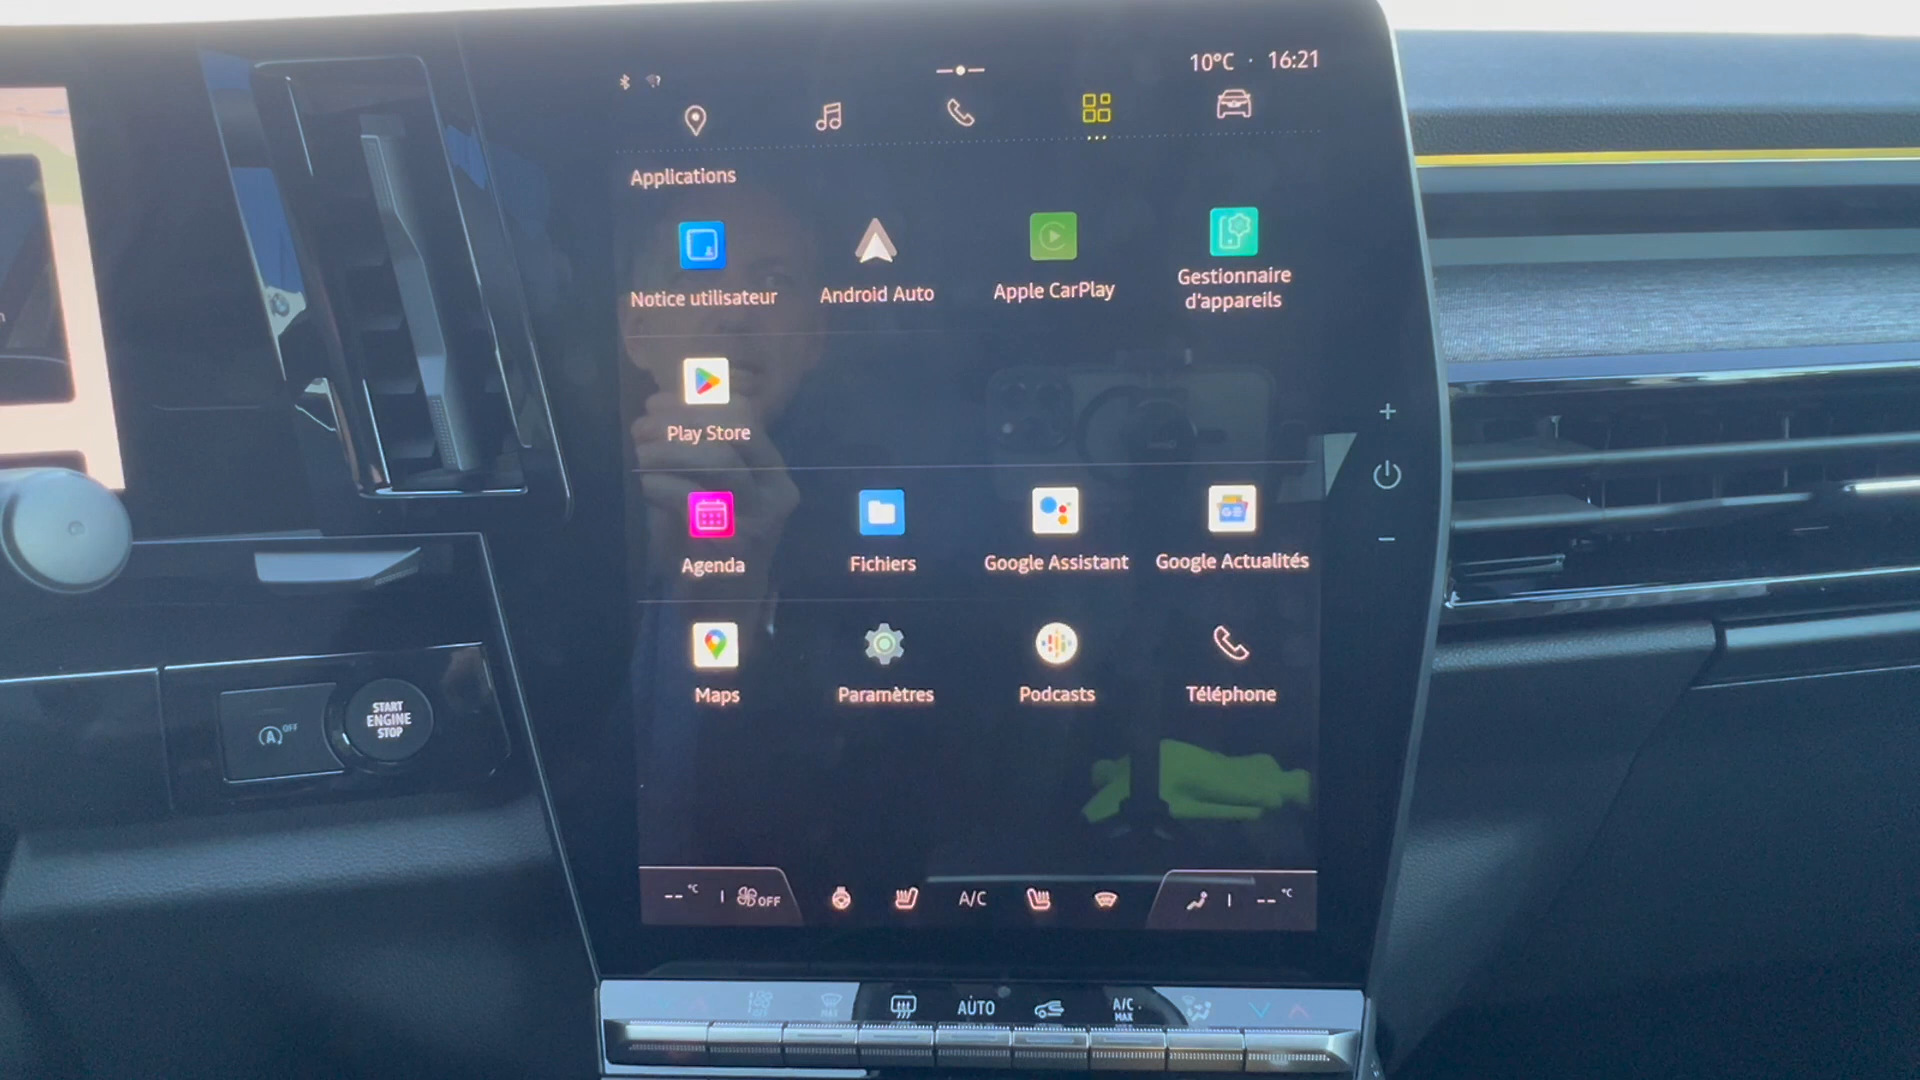 10°C · 16:21
Applications
Notice utilisateur
Android Auto
Apple CarPlay
Gestionnaire
d'appareils
Play Store
Agenda
Fichiers
Google Assistant
Google Actualités
Maps
Paramètres
Podcasts
Téléphone
+
−
START
ENGINE
STOP
A OFF
-- °C
OFF
A/C
-- °C
AUTO
A/C
MAX